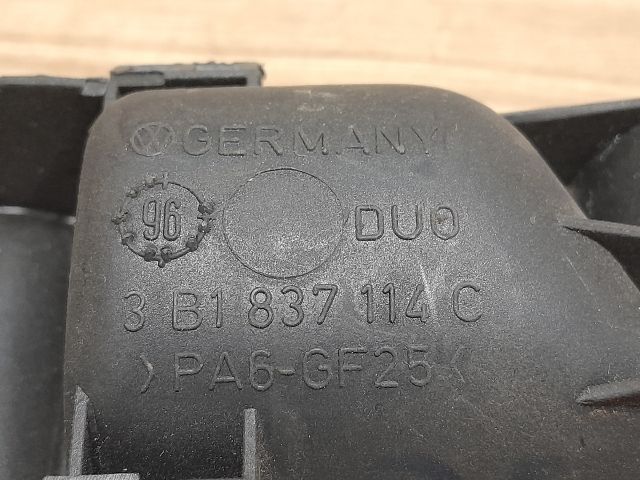 GERMANY
96 DUO
3 B1 837 114 C
>PA6-GF25<